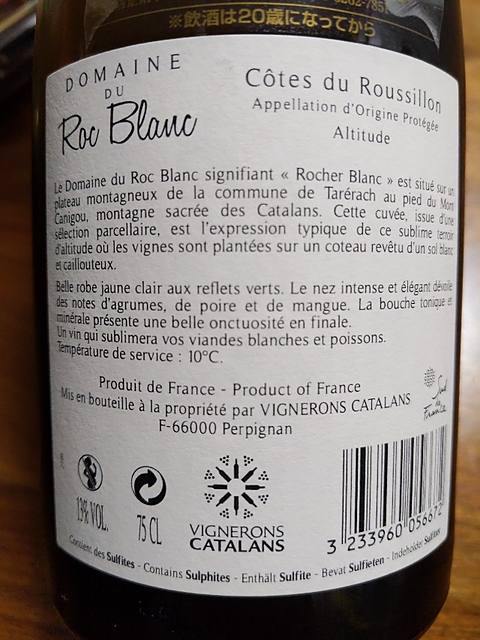 ※飲酒は20歳になってから
DOMAINE
DU
Roc Blanc
Côtes du Roussillon
Appellation d'Origine Protégée
Altitude
Le Domaine du Roc Blanc signifiant « Rocher Blanc » est situé sur un
plateau montagneux de la commune de Tarérach au pied du Mont
Canigou, montagne sacrée des Catalans. Cette cuvée, issue d'une
sélection parcellaire, est l'expression typique de ce sublime terroir
d'altitude où les vignes sont plantées sur un coteau revêtu d'un sol blanc
et caillouteux.
Belle robe jaune clair aux reflets verts. Le nez intense et élégant dévoile
des notes d'agrumes, de poire et de mangue. La bouche tonique et
minérale présente une belle onctuosité en finale.
Un vin qui sublimera vos viandes blanches et poissons.
Température de service : 10°C.
Produit de France - Product of France
Mis en bouteille à la propriété par VIGNERONS CATALANS
F-66000 Perpignan
Sud de France
13% VOL.
75 CL
VIGNERONS
CATALANS
3 233960 056672
Contient des Sulfites - Contains Sulphites - Enthält Sulfite - Bevat Sulfieten - Indeholder Sulfites